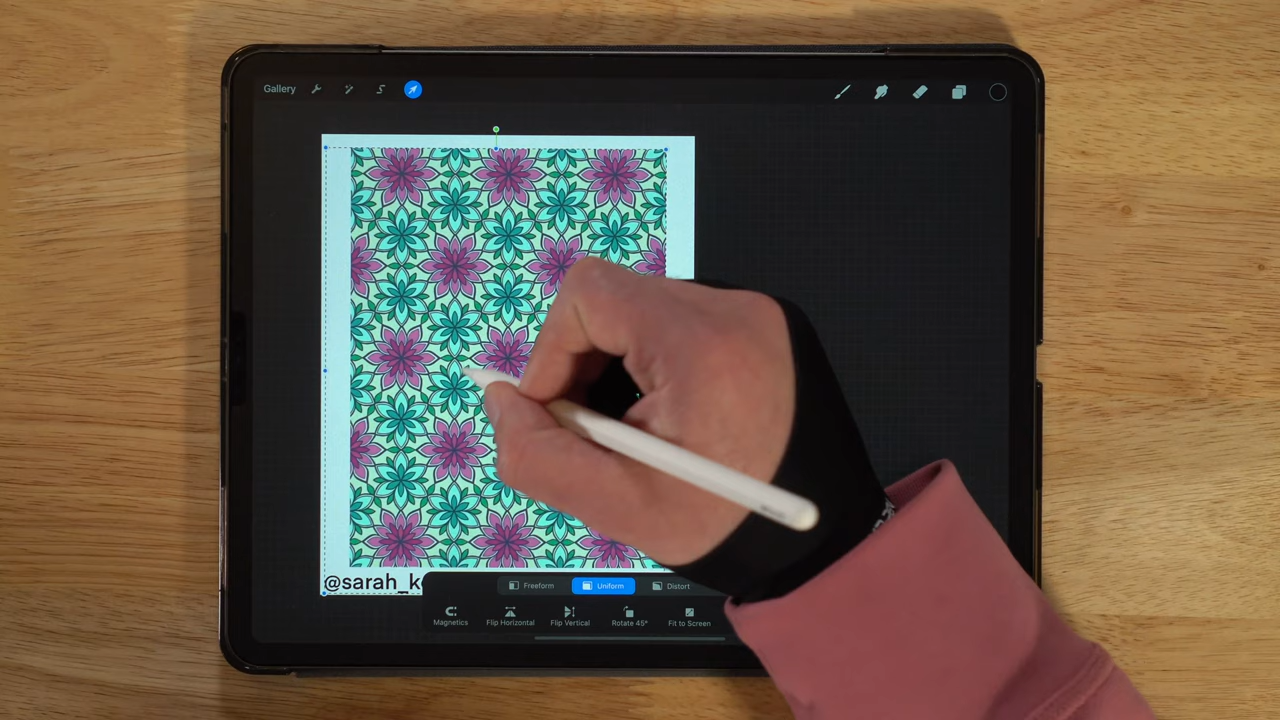 Gallery
@sarah_k
Freeform Uniform Distort
Magnetics Flip Horizontal Flip Vertical Rotate 45° Fit to Screen